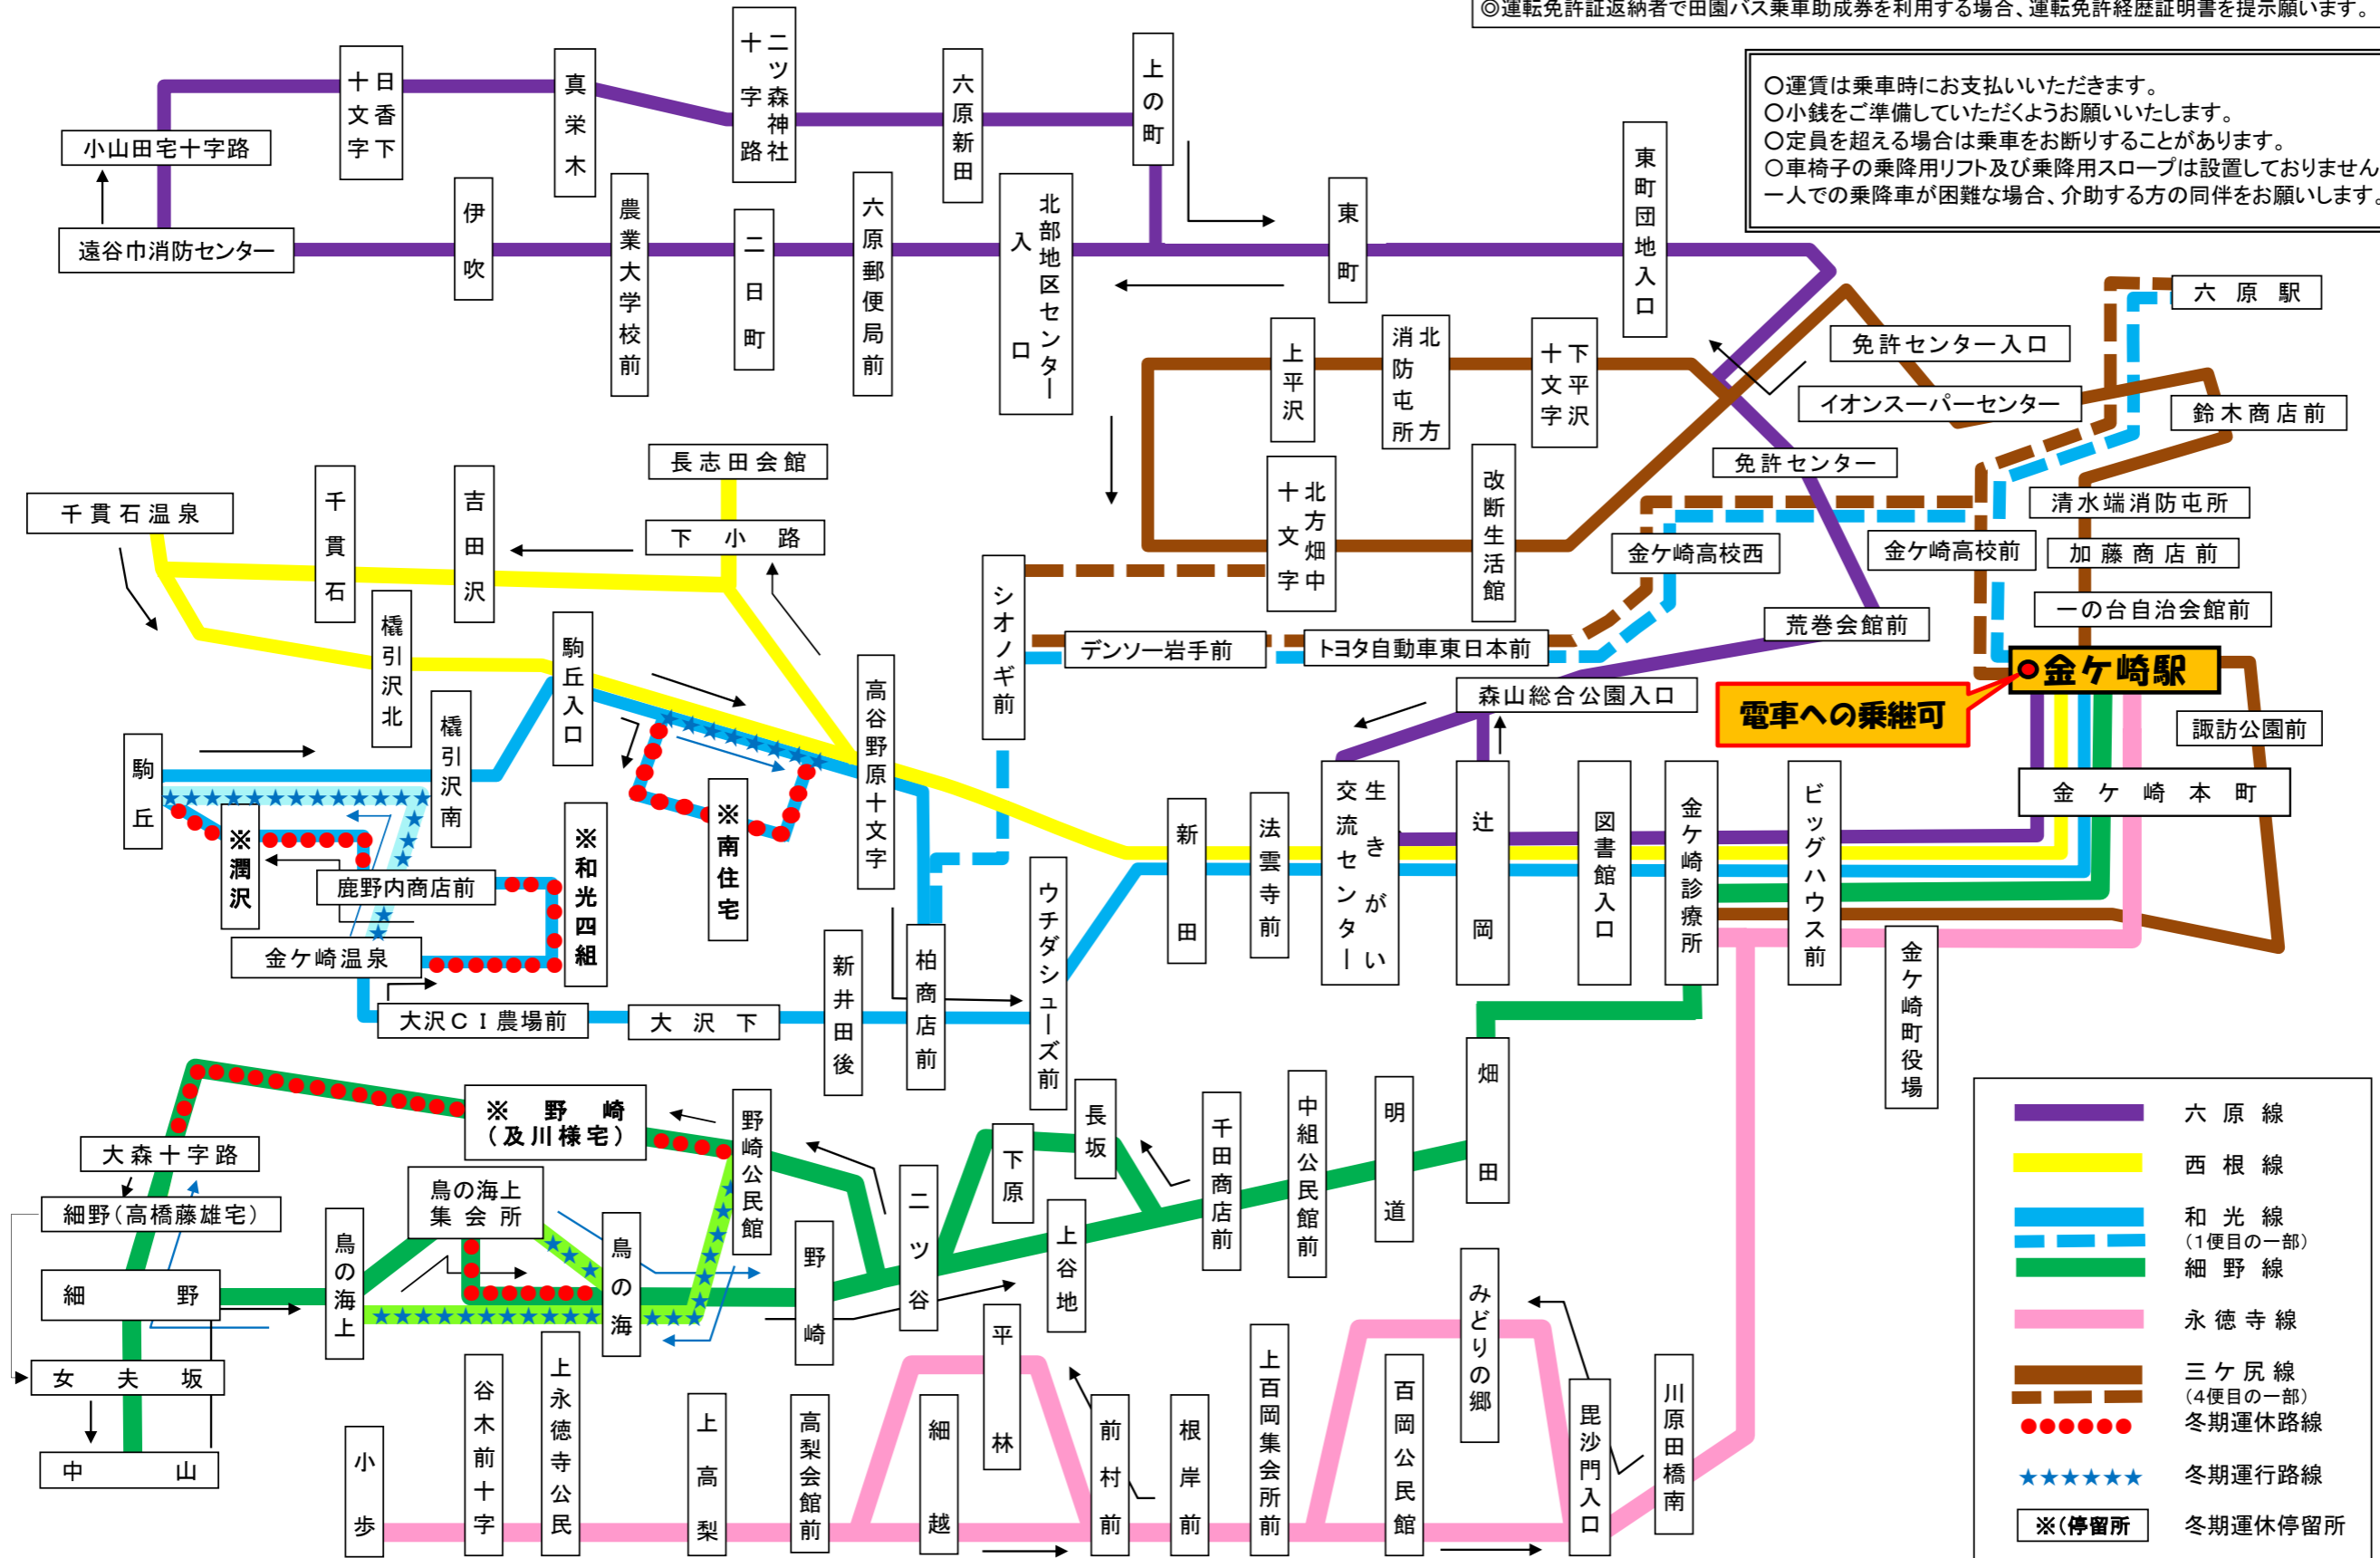 ◎運転免許証返納者で田園バス乗車助成券を利用する場合、運転免許経歴証明書を提示願います。
○運賃は乗車時にお支払いいただきます。
○小銭をご準備していただくようお願いいたします。
○定員を超える場合は乗車をお断りすることがあります。
○車椅子の乗降用リフト及び乗降用スロープは設置しておりません
一人での乗降車が困難な場合、介助する方の同伴をお願いします。
小山田宅十字路
日香下十文字
真栄木
二ツ森神社十字路
六原新田
上の町
遠谷巾消防センター
伊吹
農業大学校前
二日町
六原郵便局前
北部地区センター入口
東町
東町団地入口
六原駅
免許センター入口
イオンスーパーセンター
鈴木商店前
上平沢
北方消防屯所
下平沢十文字
免許センター
北方畑中十文字
改断生活館
清水端消防屯所
金ケ崎高校西
金ケ崎高校前
加藤商店前
一の台自治会館前
荒巻会館前
長志田会館
千貫石温泉
千貫石
吉田沢
下小路
シオノギ前
デンソー岩手前
トヨタ自動車東日本前
金ケ崎駅
電車への乗継可
森山総合公園入口
諏訪公園前
金ケ崎本町
橇引沢北
駒丘入口
高谷野原十文字
駒丘
橇引沢南
※潤沢
鹿野内商店前
※和光四組
※南住宅
金ケ崎温泉
大沢CI農場前
大沢下
新井田後
柏商店前
ウチダシューズ前
新田
法雲寺前
生きがい交流センター
辻岡
図書館入口
金ケ崎診療所
ビッグハウス前
金ケ崎町役場
※野崎
(及川様宅)
野崎公民館
大森十字路
細野(高橋藤雄宅)
鳥の海上
集会所
鳥の海上
鳥の海
野崎
二ツ谷
下原
長坂
上谷地
千田商店前
中組公民館前
明道
畑田
細野
女夫坂
中山
小歩
谷木前十字
上永徳寺公民
上高梨
高梨会館前
細越
平林
前村前
根岸前
上百岡集会所前
百岡公民館
みどりの郷
毘沙門入口
川原田橋南
六原線
西根線
和光線
(1便目の一部)
細野線
永徳寺線
三ケ尻線
(4便目の一部)
冬期運休路線
冬期運行路線
※(停留所
冬期運休停留所